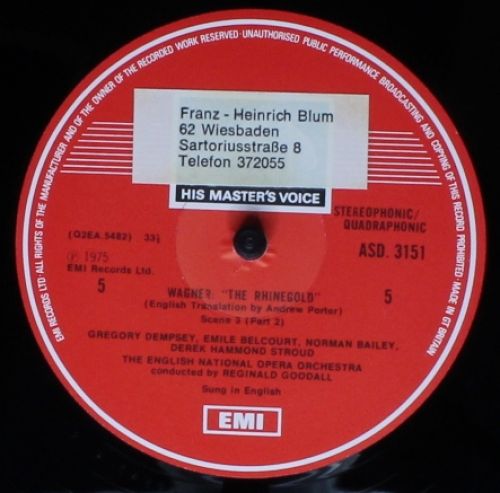 EMI RECORDS LTD · ALL RIGHTS OF THE MANUFACTURER AND OF THE OWNER OF THE RECORDED WORK RESERVED · UNAUTHORISED PUBLIC PERFORMANCE BROADCASTING AND COPYING OF THIS RECORD PROHIBITED · MADE IN GT BRITAIN
Franz - Heinrich Blum
62 Wiesbaden
Sartoriusstraße 8
Telefon 372055
HIS MASTER'S VOICE
STEREOPHONIC/
QUADRAPHONIC
(Q2EA.5482) 33⅓
ASD. 3151
℗ 1975
EMI Records Ltd.
5
5
WAGNER: "THE RHINEGOLD"
(English Translation by Andrew Porter)
Scene 3 (Part 2)
GREGORY DEMPSEY, EMILE BELCOURT, NORMAN BAILEY,
DEREK HAMMOND STROUD
THE ENGLISH NATIONAL OPERA ORCHESTRA
conducted by REGINALD GOODALL
Sung in English
EMI